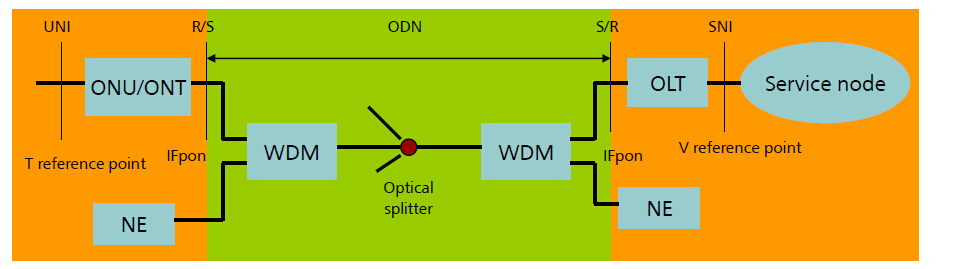 UNI
R/S
ODN
S/R
SNI
ONU/ONT
OLT
Service node
T reference point
IFpon
WDM
WDM
IFpon
V reference point
Optical
splitter
NE
NE